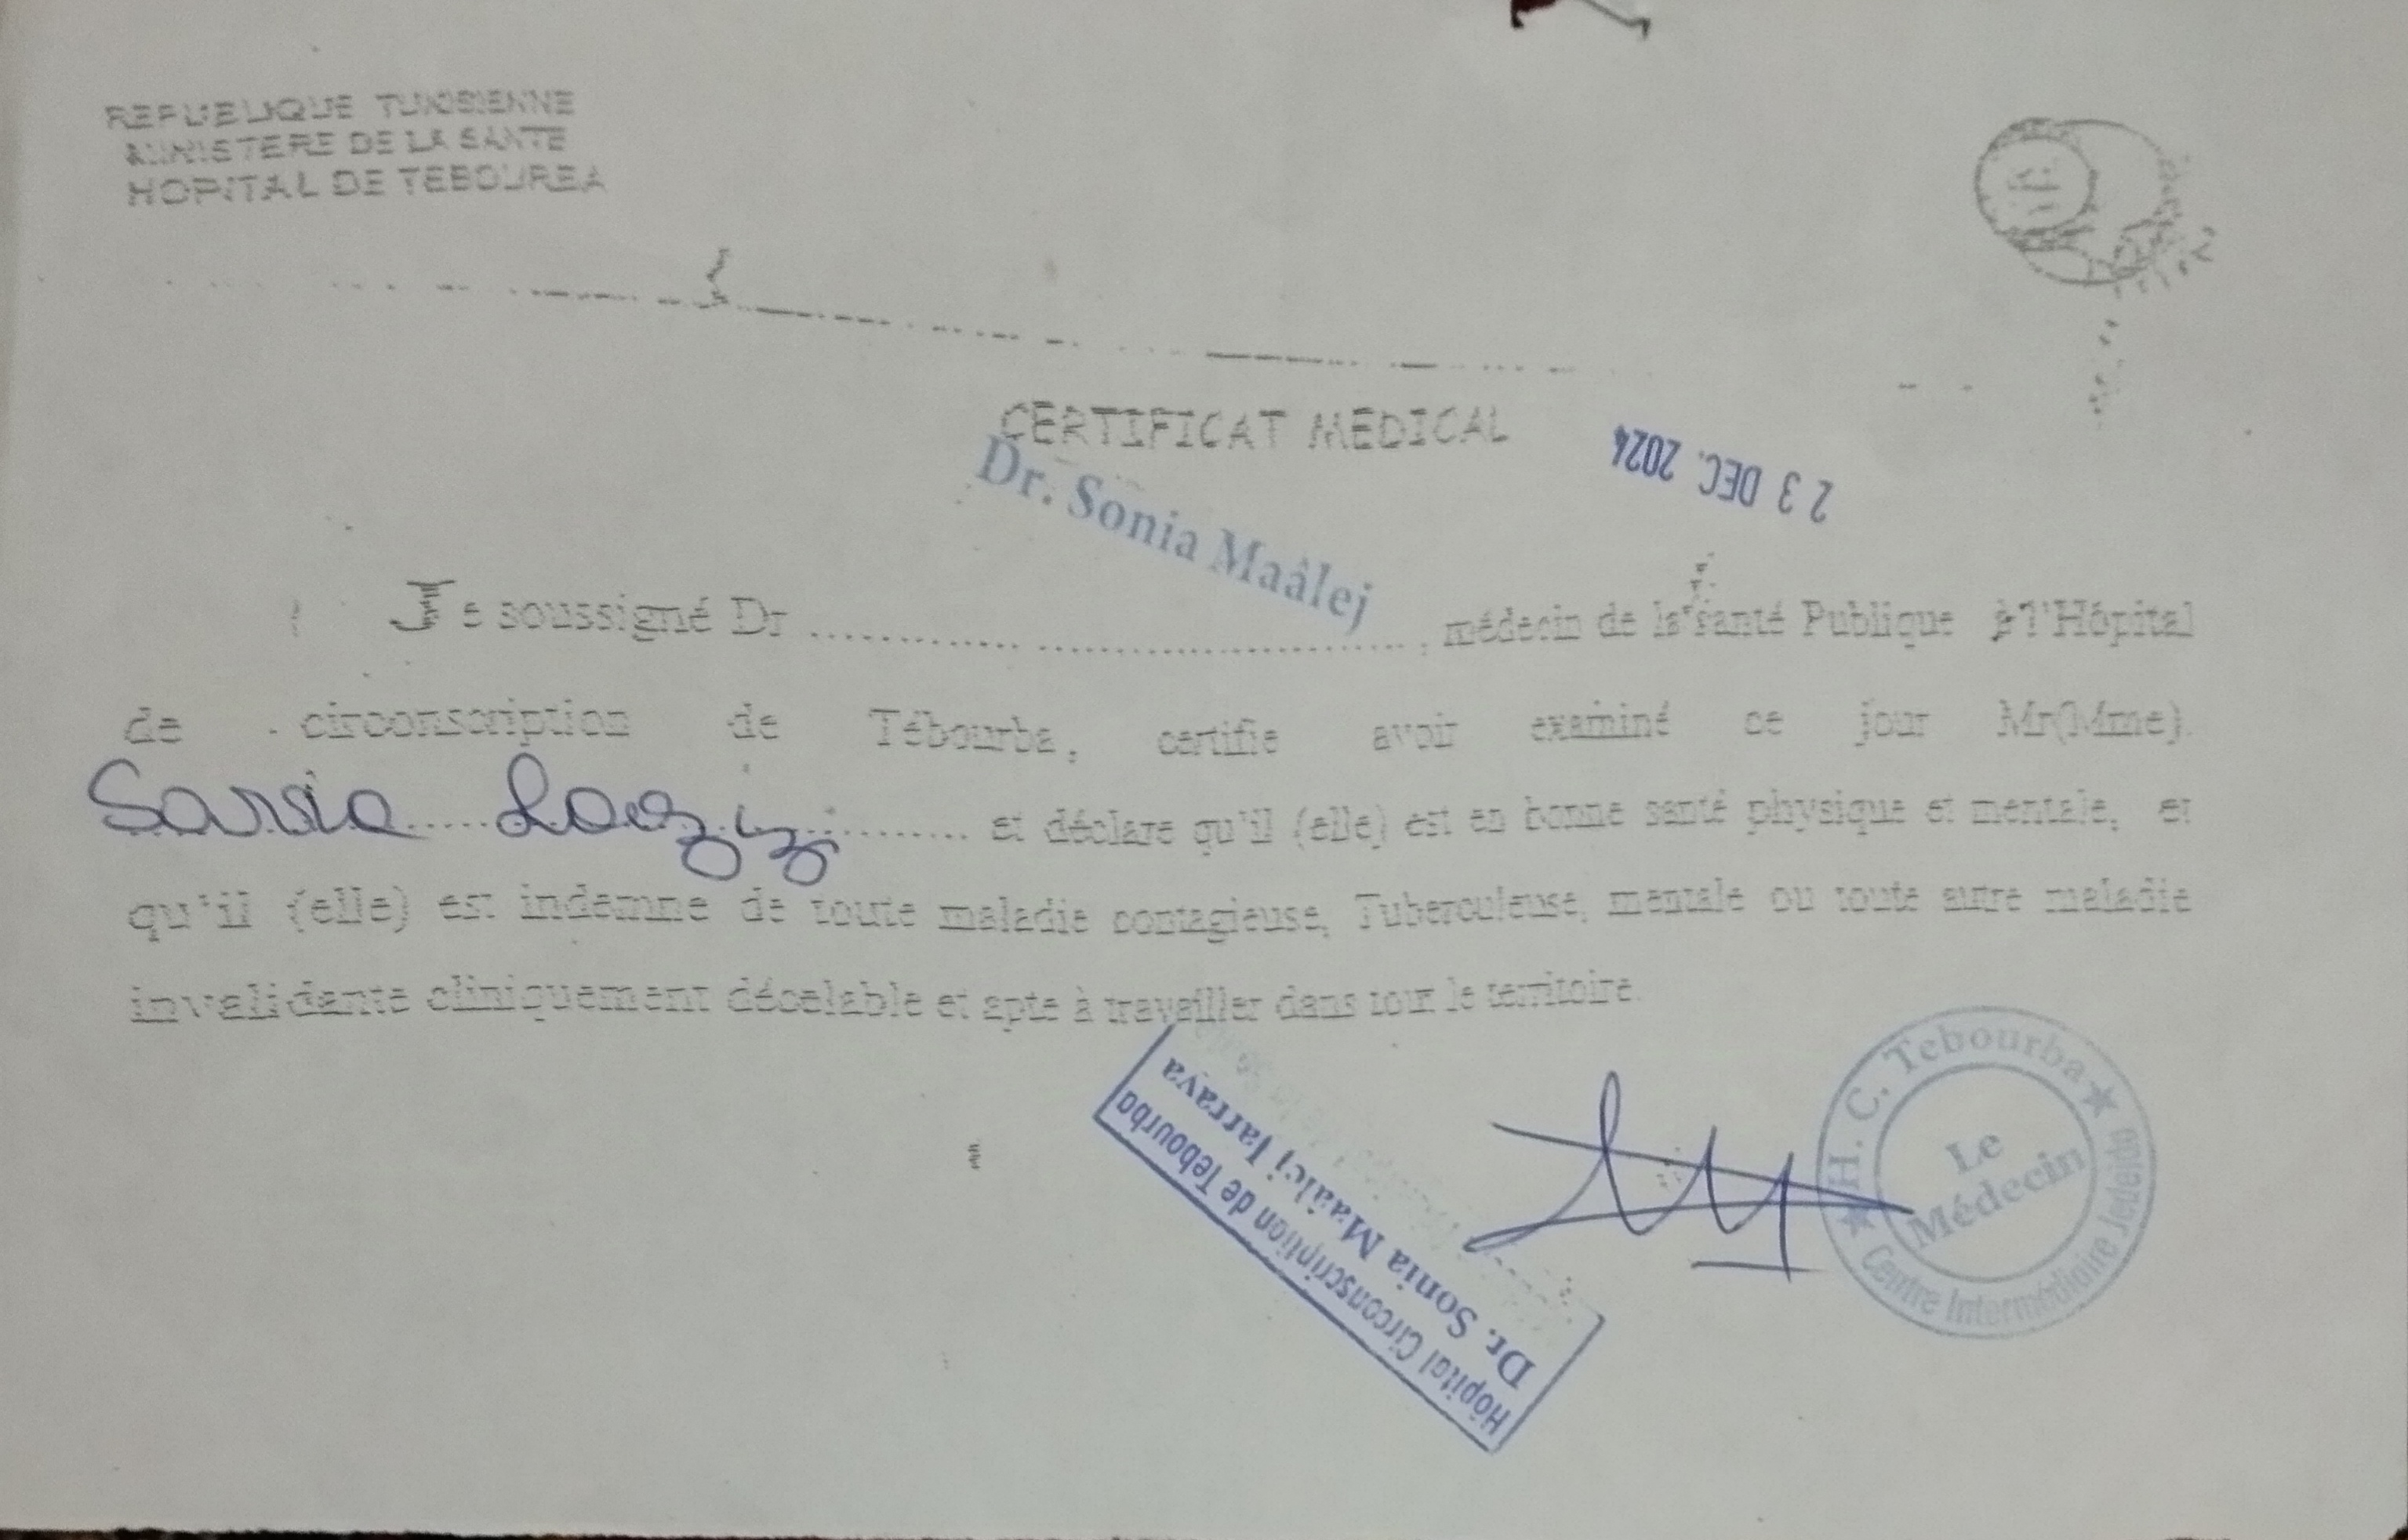 REPUBLIQUE TUNISIENNE
MINISTERE DE LA SANTE
HOPITAL DE TEBOURBA
CERTIFICAT MEDICAL
23 DEC. 2024
Dr. Sonia Maâlej
Je soussigné Dr ........................................, médecin de la santé Publique à l'Hôpital
de circonscription de Tébourba, certifie avoir examiné ce jour Mr(Mme).
et déclare qu'il (elle) est en bonne santé physique et mentale, et
qu'il (elle) est indemne de toute maladie contagieuse, Tuberculeuse, mentale ou toute autre maladie
invalidante cliniquement décelable et apte à travailler dans tout le territoire.
Hôpital Circonscription de Tebourba
Dr. Sonia Maâlej Jarraya
H. C. Tebourba
Le
Médecin
Centre Intermédiaire Jedeida